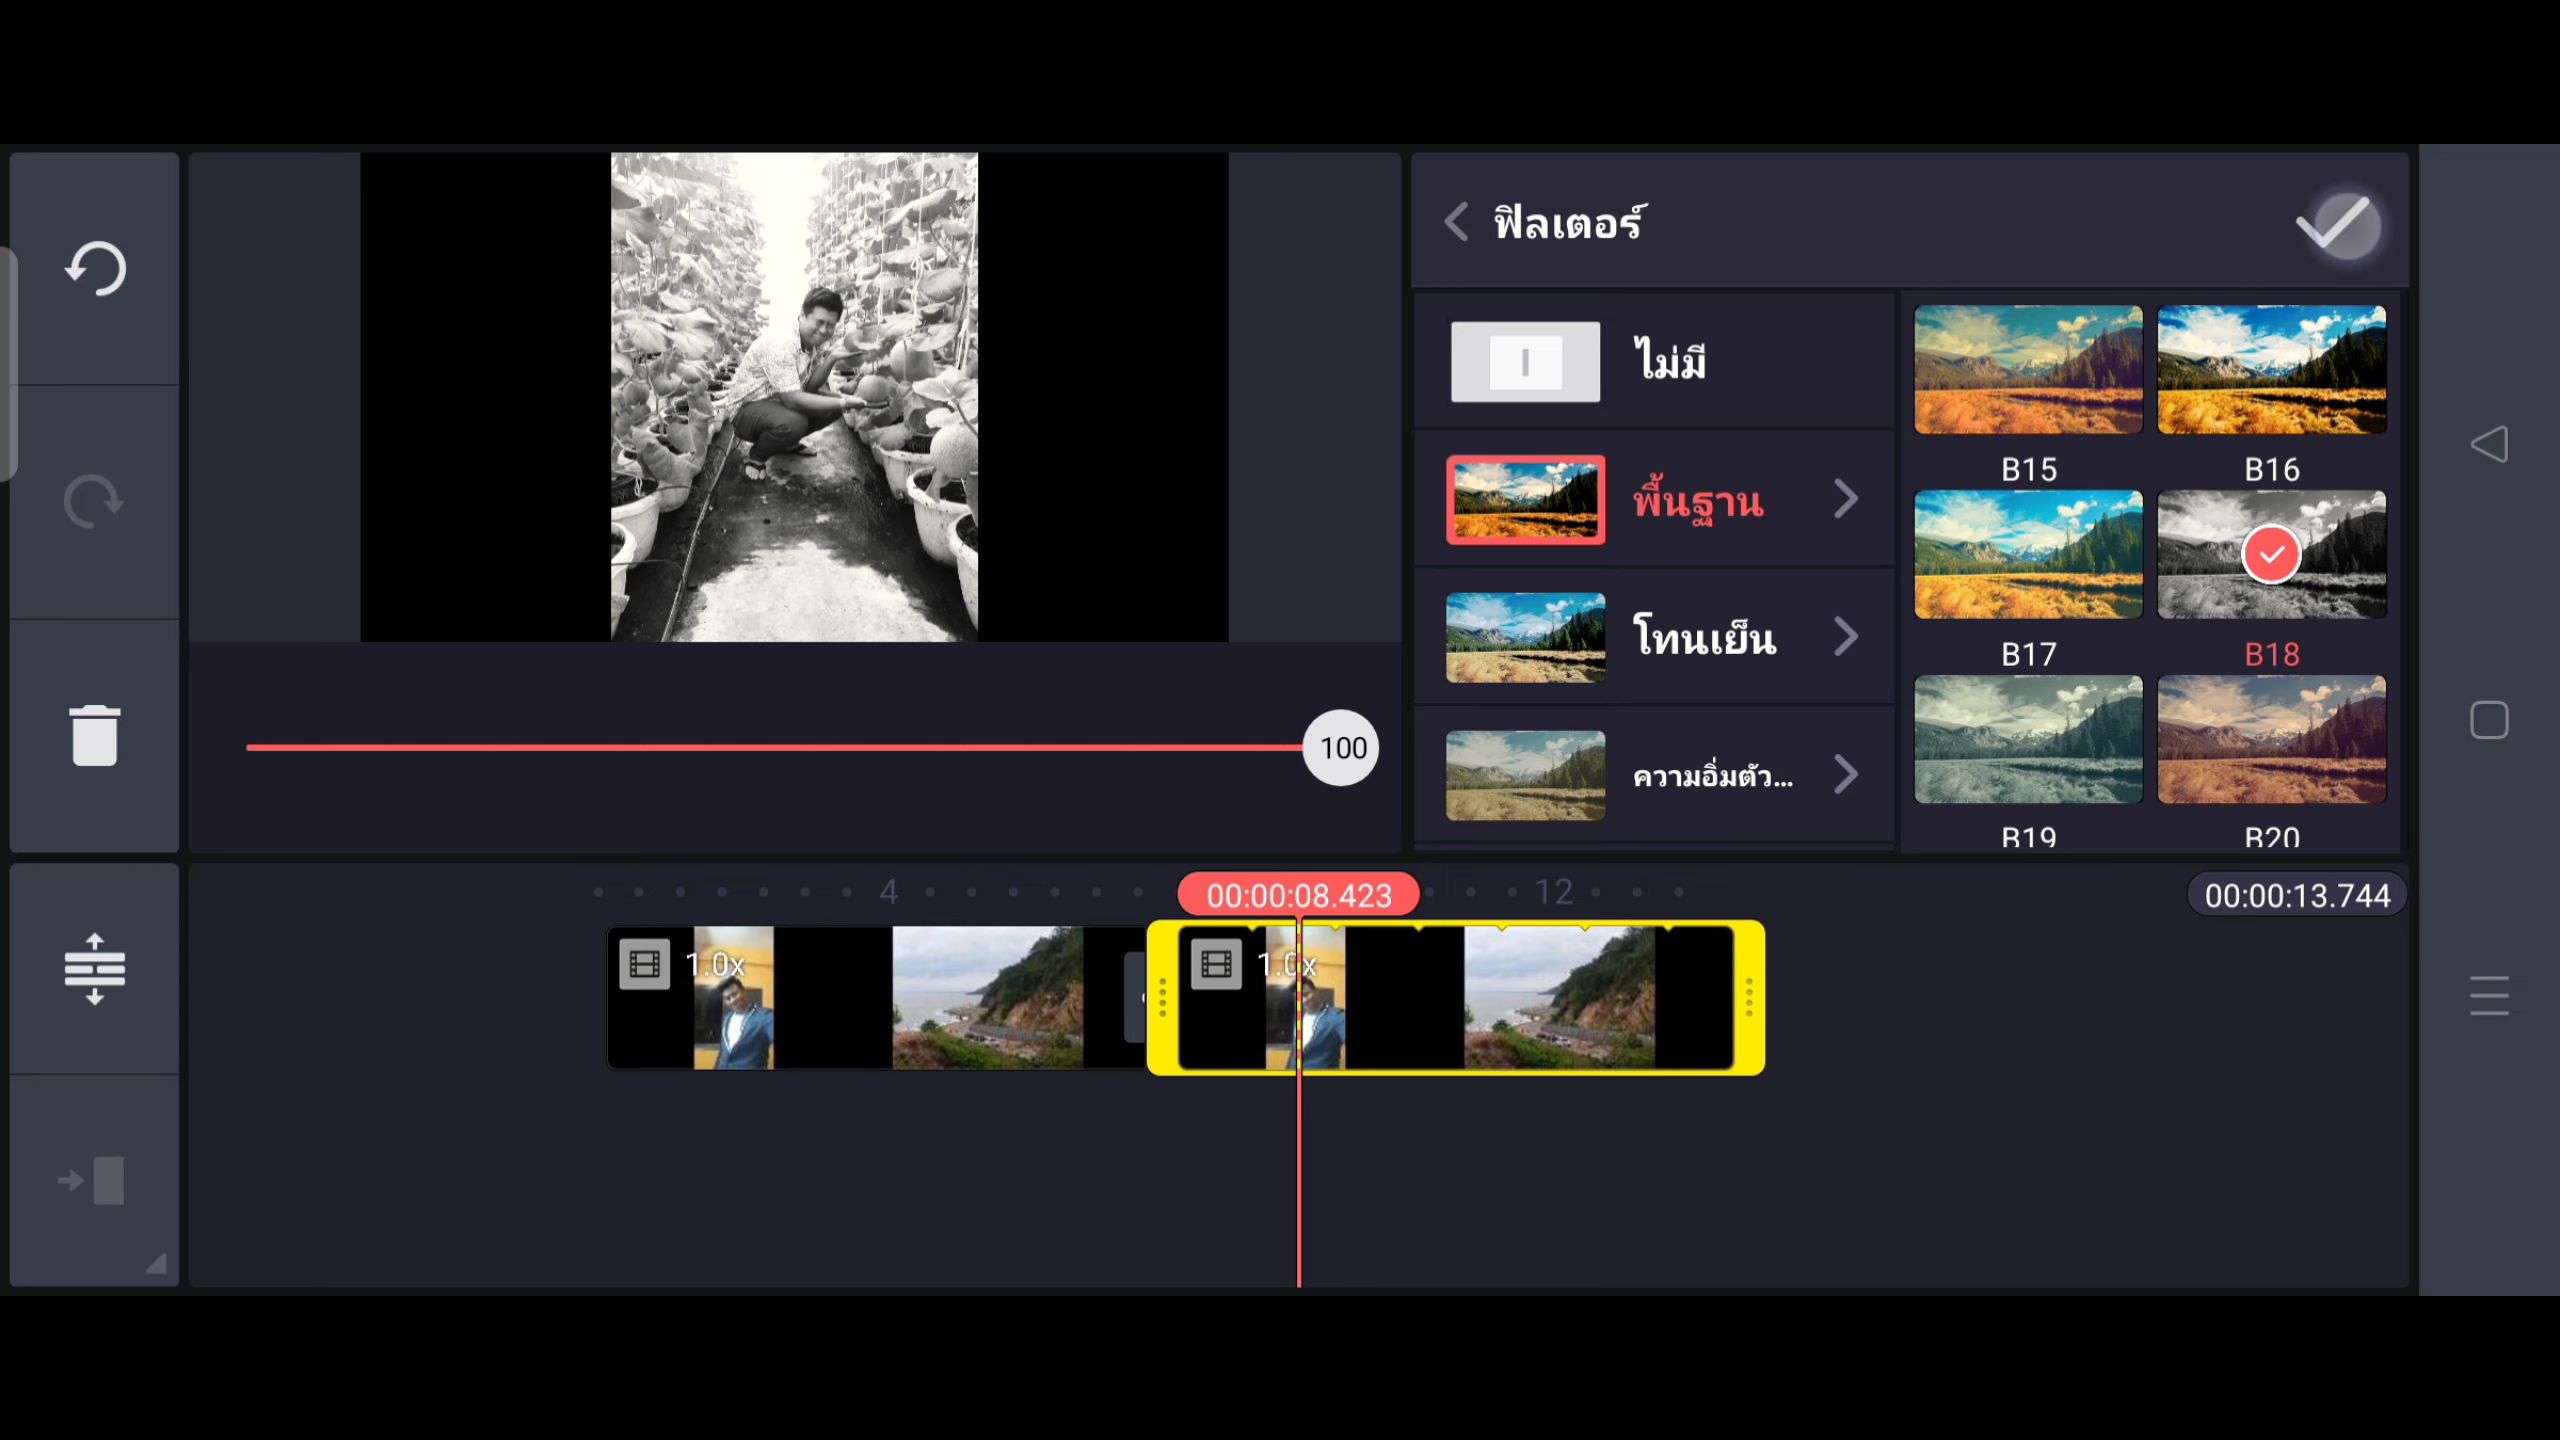 ฟิลเตอร์
ไม่มี
พื้นฐาน
โทนเย็น
ความอิ่มตัว...
B15
B16
B17
B18
B19
B20
100
4
00:00:08.423
12
00:00:13.744
1.0x
1.0x